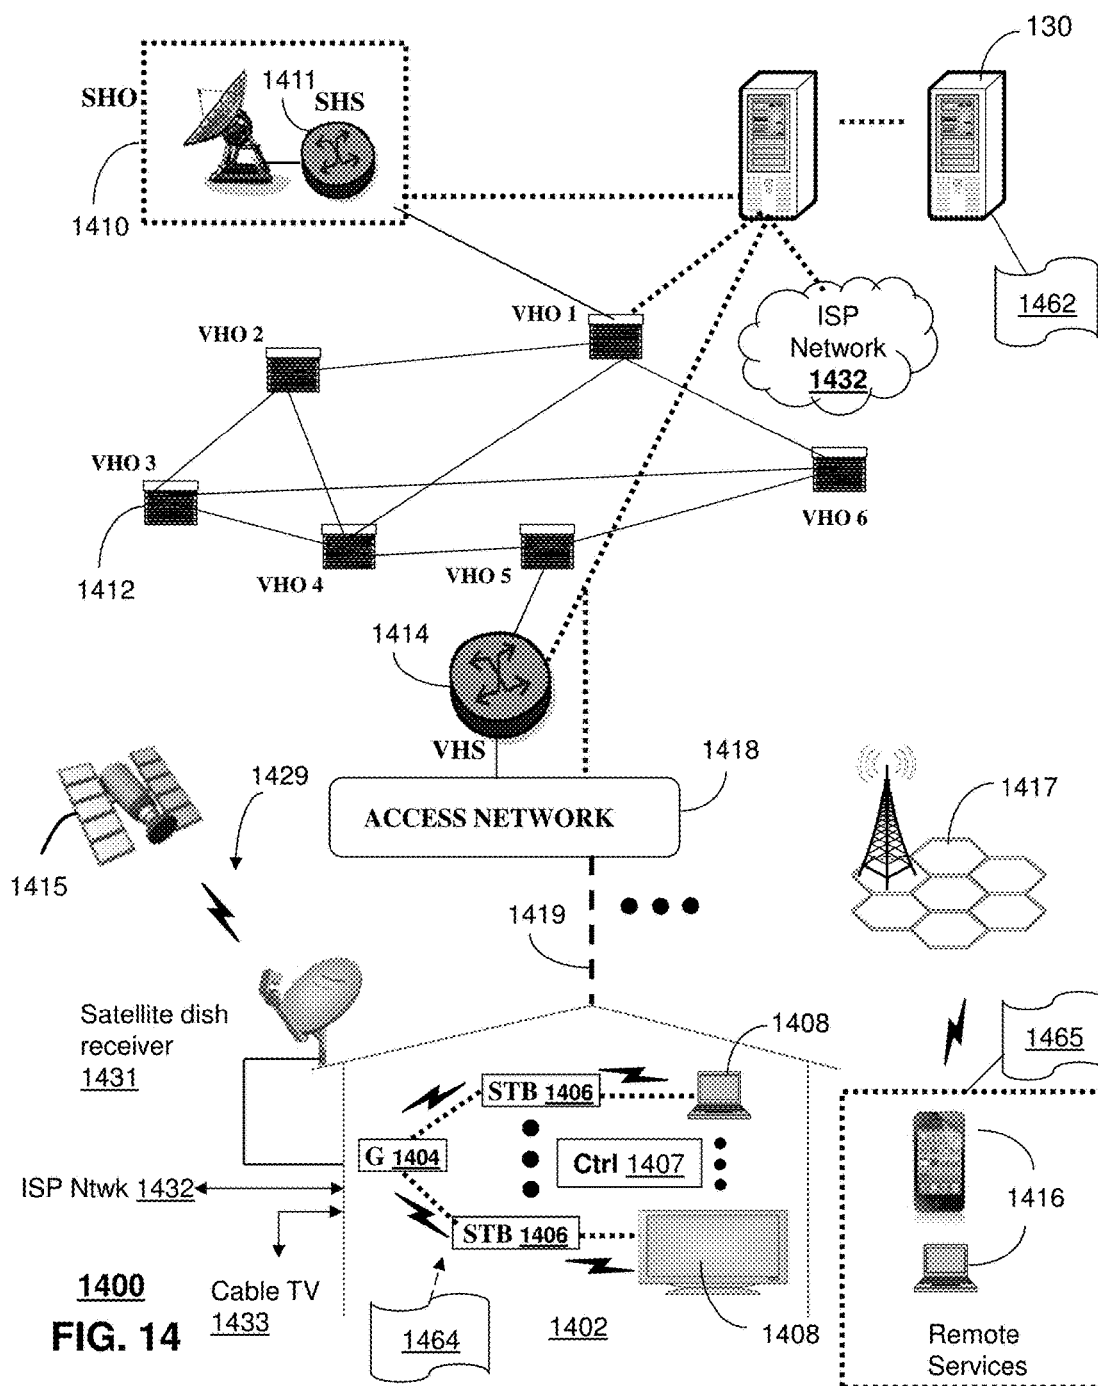 130
1411
SHO
SHS
1410
1462
ISP
Network
1432
VHO 1
VHO 2
VHO 3
VHO 6
1412
VHO 4
VHO 5
1414
VHS
1418
ACCESS NETWORK
1429
1417
1415
1419
Satellite dish
receiver
1431
1408
1465
STB 1406
G 1404
Ctrl 1407
ISP Ntwk 1432
1416
STB 1406
Cable TV
1433
1464
1402
1408
Remote
Services
1400
FIG. 14